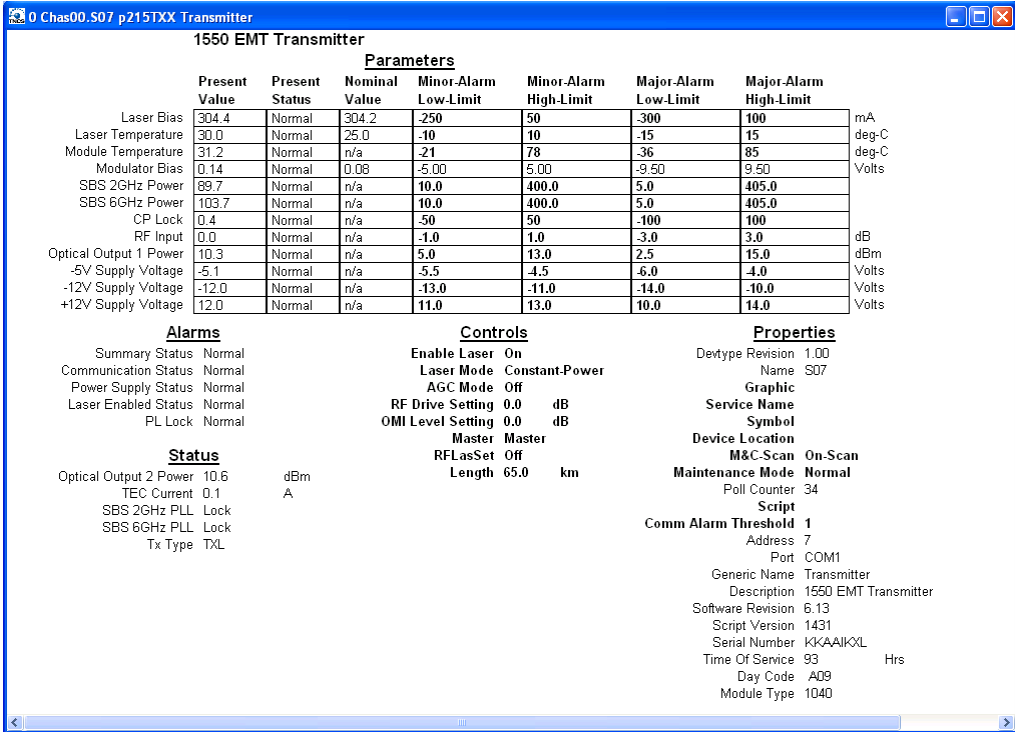 0 Chas00.S07 p215TXX Transmitter
1550 EMT Transmitter
Parameters
Present Value Present Status Nominal Value Minor-Alarm Low-Limit Minor-Alarm High-Limit Major-Alarm Low-Limit Major-Alarm High-Limit
Laser Bias 304.4 Normal 304.2 -250 50 -300 100 mA
Laser Temperature 30.0 Normal 25.0 -10 10 -15 15 deg-C
Module Temperature 31.2 Normal n/a -21 78 -36 85 deg-C
Modulator Bias 0.14 Normal 0.08 -5.00 5.00 -9.50 9.50 Volts
SBS 2GHz Power 89.7 Normal n/a 10.0 400.0 5.0 405.0
SBS 6GHz Power 103.7 Normal n/a 10.0 400.0 5.0 405.0
CP Lock 0.4 Normal n/a -50 50 -100 100
RF Input 0.0 Normal n/a -1.0 1.0 -3.0 3.0 dB
Optical Output 1 Power 10.3 Normal n/a 5.0 13.0 2.5 15.0 dBm
-5V Supply Voltage -5.1 Normal n/a -5.5 -4.5 -6.0 -4.0 Volts
-12V Supply Voltage -12.0 Normal n/a -13.0 -11.0 -14.0 -10.0 Volts
+12V Supply Voltage 12.0 Normal n/a 11.0 13.0 10.0 14.0 Volts
Alarms
Summary Status Normal
Communication Status Normal
Power Supply Status Normal
Laser Enabled Status Normal
PL Lock Normal
Status
Optical Output 2 Power 10.6 dBm
TEC Current 0.1 A
SBS 2GHz PLL Lock
SBS 6GHz PLL Lock
Tx Type TXL
Controls
Enable Laser On
Laser Mode Constant-Power
AGC Mode Off
RF Drive Setting 0.0 dB
OMI Level Setting 0.0 dB
Master Master
RFLasSet Off
Length 65.0 km
Properties
Devtype Revision 1.00
Name S07
Graphic
Service Name
Symbol
Device Location
M&C-Scan On-Scan
Maintenance Mode Normal
Poll Counter 34
Script
Comm Alarm Threshold 1
Address 7
Port COM1
Generic Name Transmitter
Description 1550 EMT Transmitter
Software Revision 6.13
Script Version 1431
Serial Number KKAAIKXL
Time Of Service 93 Hrs
Day Code A09
Module Type 1040